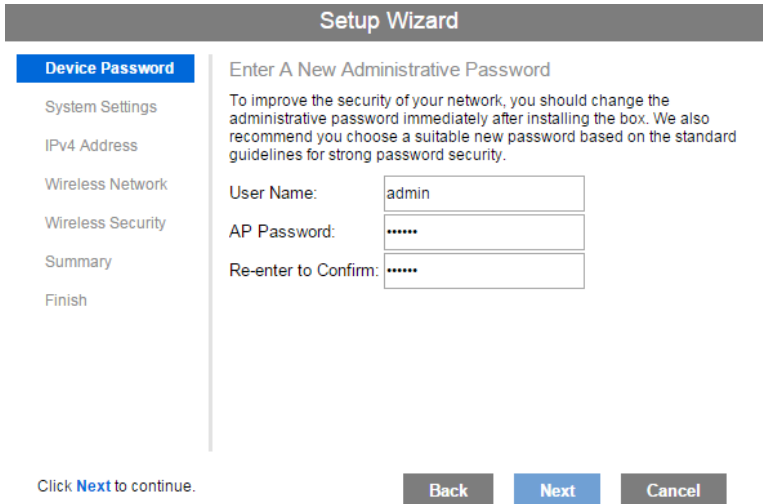 Setup Wizard
Device Password
System Settings
IPv4 Address
Wireless Network
Wireless Security
Summary
Finish
Enter A New Administrative Password
To improve the security of your network, you should change the
administrative password immediately after installing the box. We also
recommend you choose a suitable new password based on the standard
guidelines for strong password security.
User Name: admin
AP Password: ••••••
Re-enter to Confirm: ••••••
Click Next to continue.
Back Next Cancel